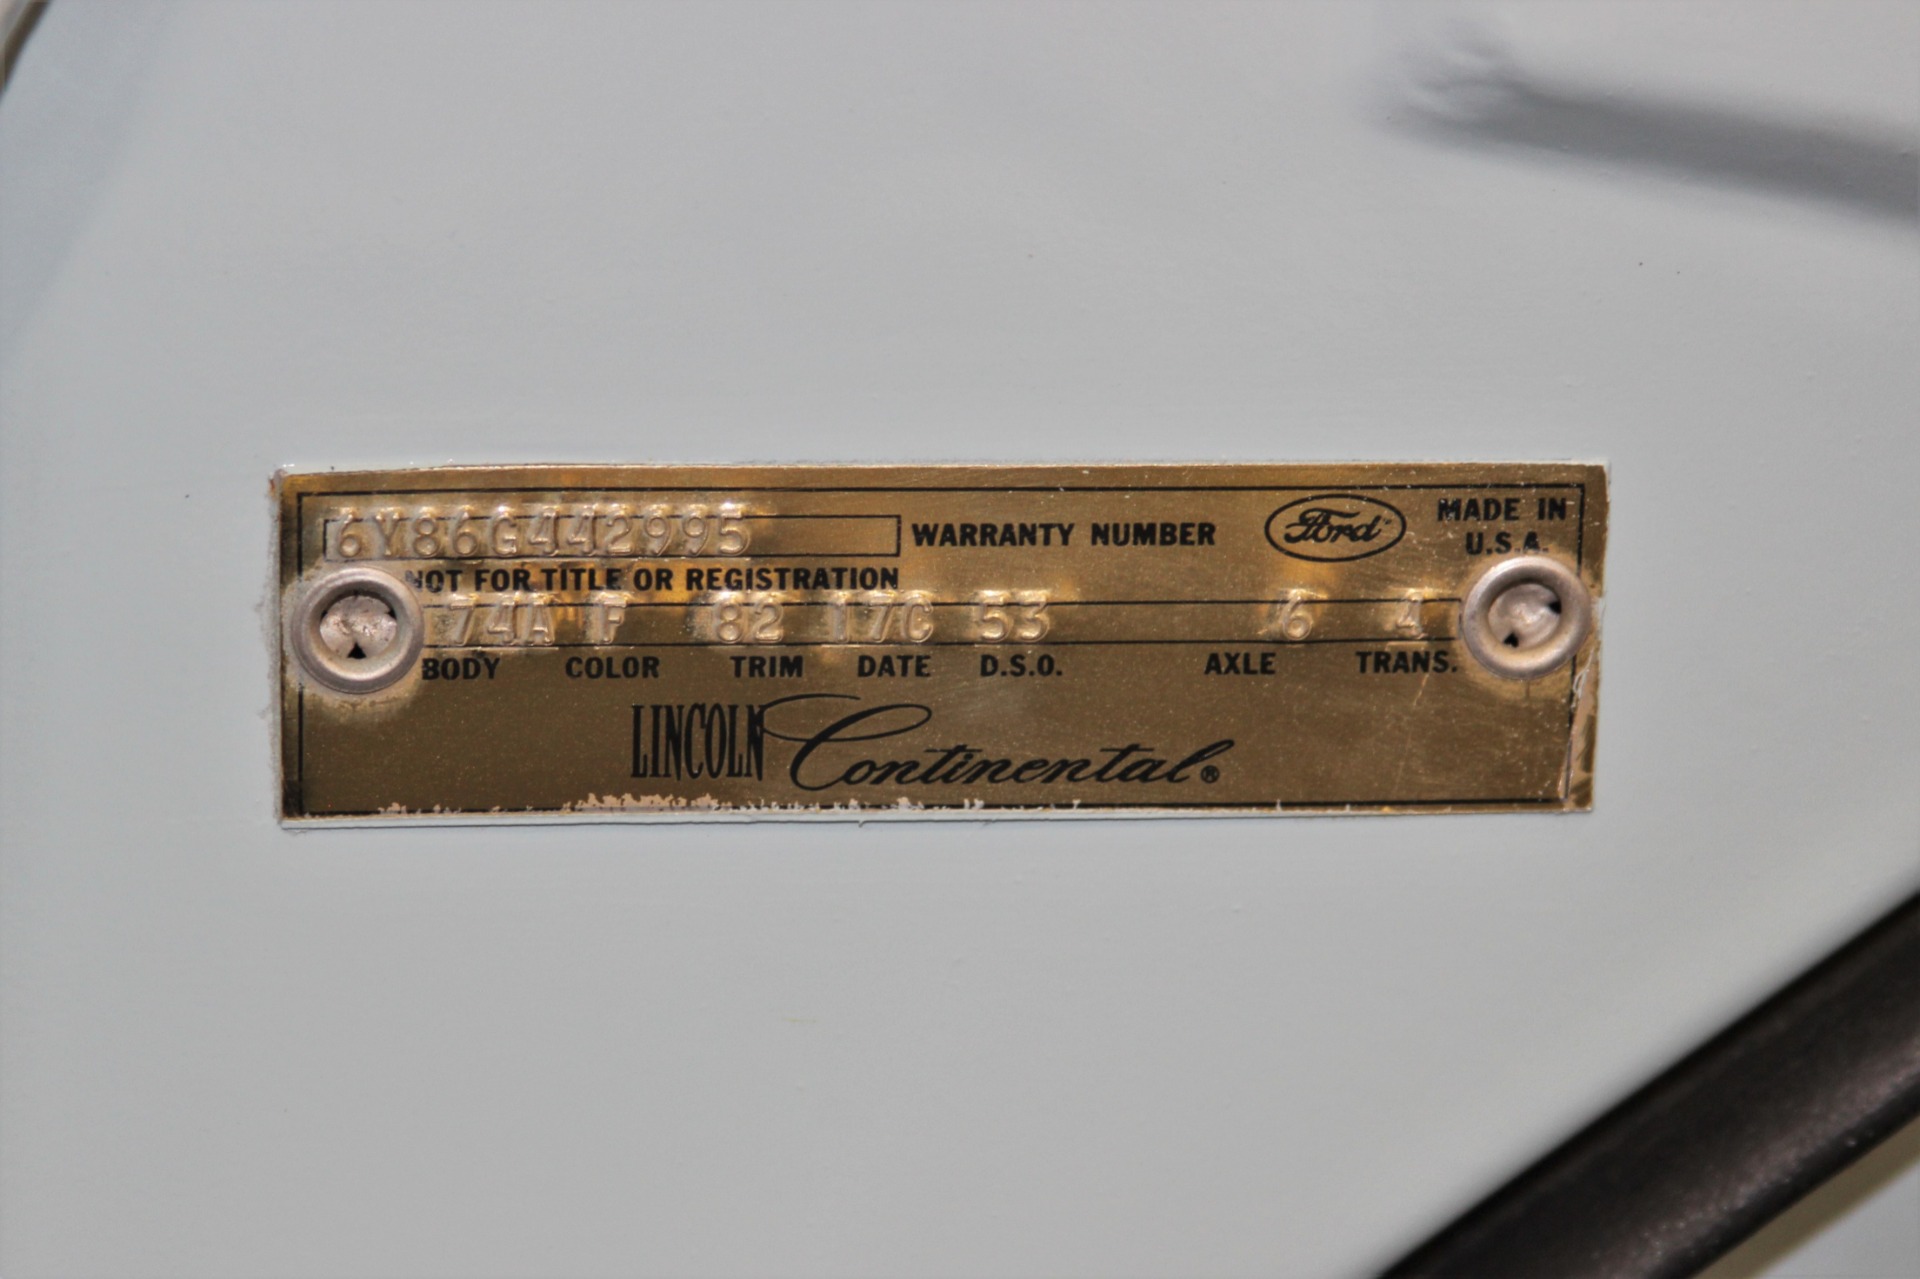 6Y86G442995 WARRANTY NUMBER Ford MADE IN
U.S.A.
NOT FOR TITLE OR REGISTRATION
74A F 82 17C 53 6 4
BODY COLOR TRIM DATE D.S.O. AXLE TRANS.
LINCOLN Continental®